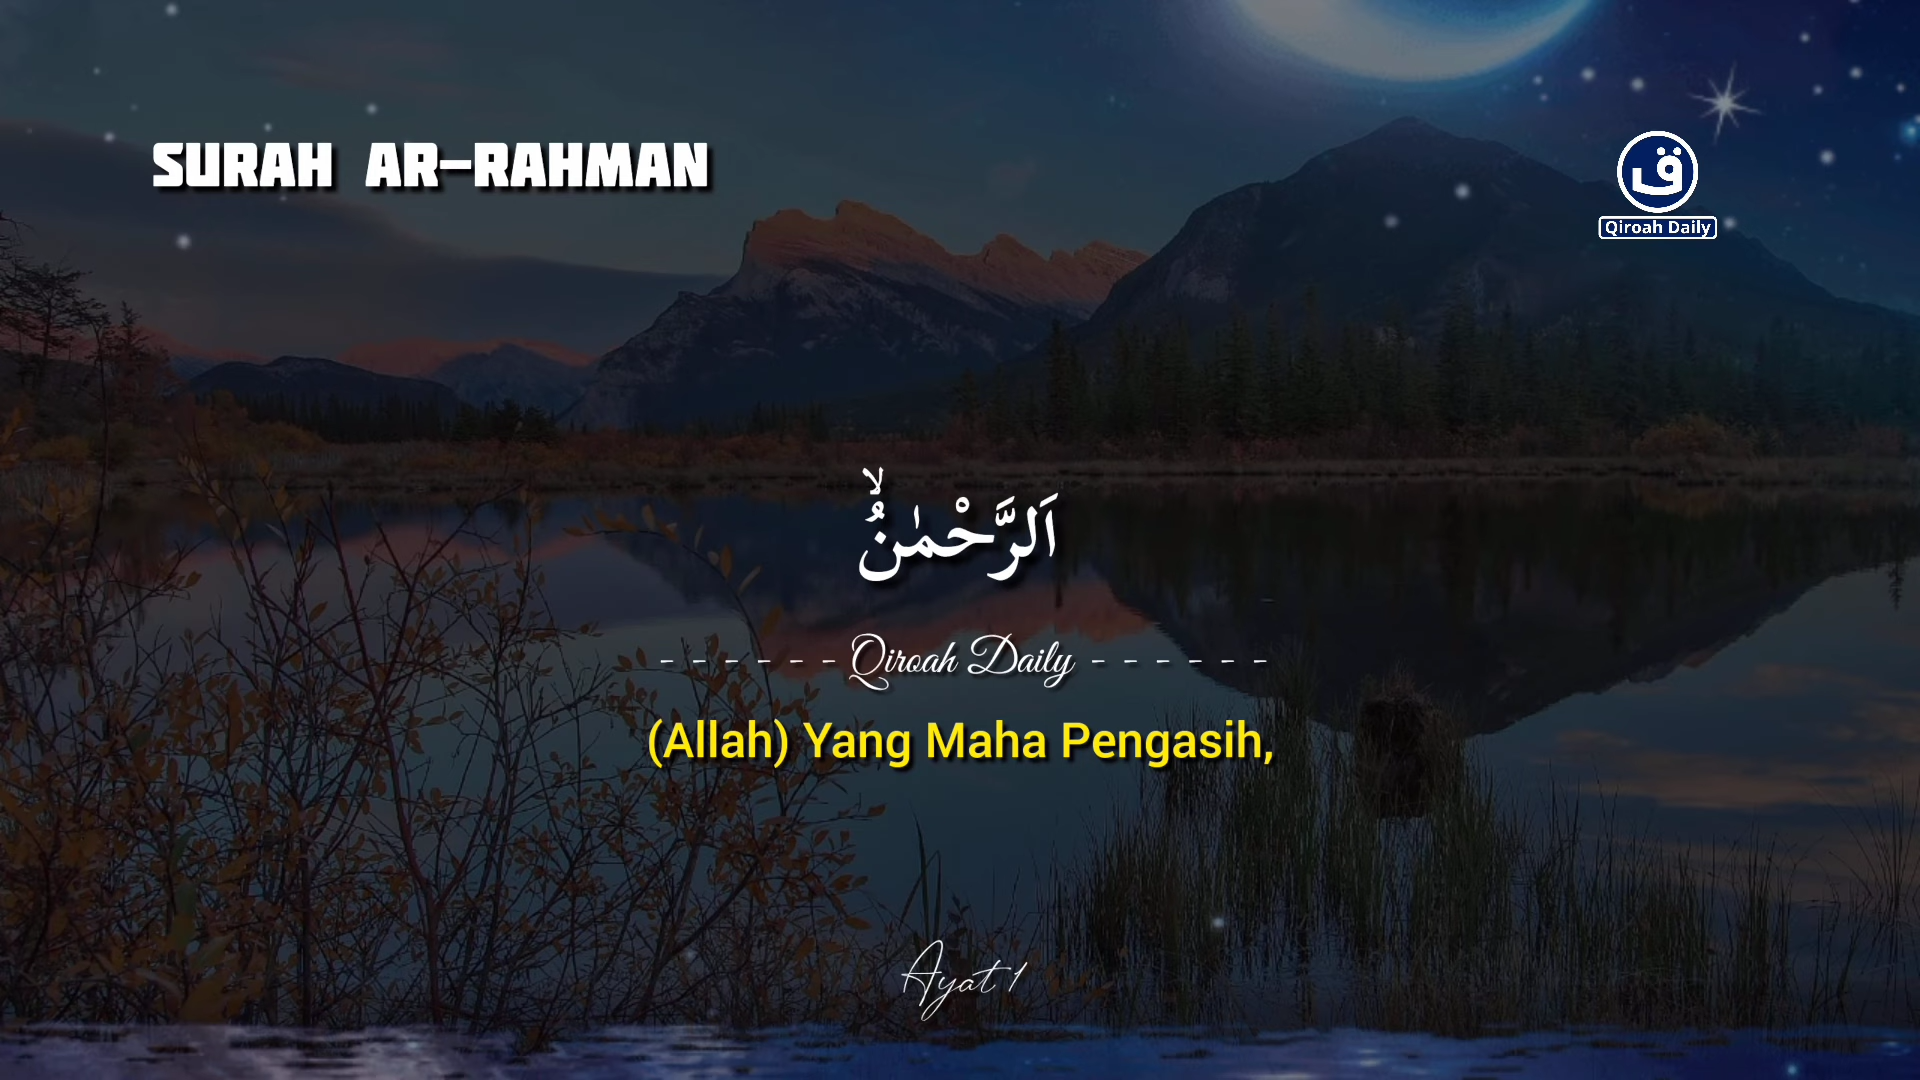 SURAH AR-RAHMAN
ق
Qiroah Daily
اَلرَّحْمٰنُۙ
- - - - - - Qiroah Daily - - - - - -
(Allah) Yang Maha Pengasih,
Ayat 1